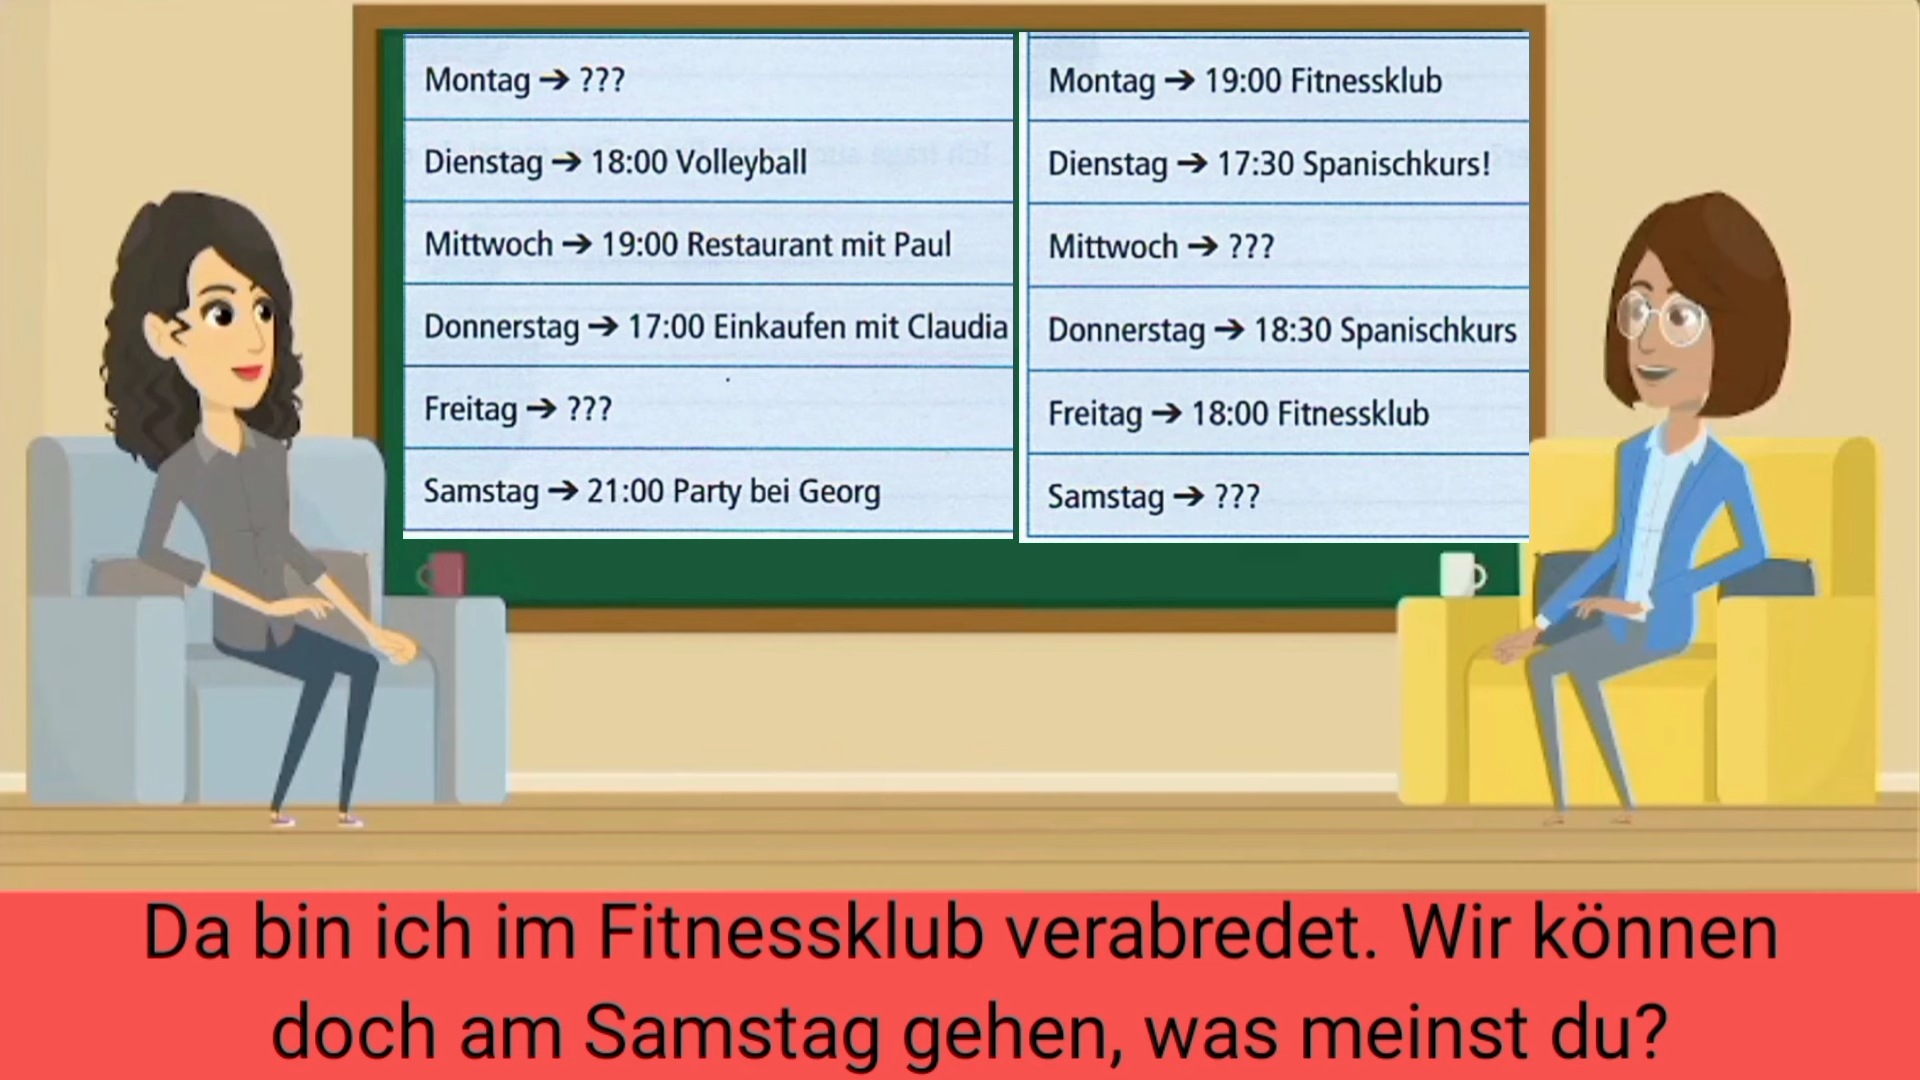 Montag → ???
Dienstag → 18:00 Volleyball
Mittwoch → 19:00 Restaurant mit Paul
Donnerstag → 17:00 Einkaufen mit Claudia
Freitag → ???
Samstag → 21:00 Party bei Georg
Montag → 19:00 Fitnessklub
Dienstag → 17:30 Spanischkurs!
Mittwoch → ???
Donnerstag → 18:30 Spanischkurs
Freitag → 18:00 Fitnessklub
Samstag → ???
Da bin ich im Fitnessklub verabredet. Wir können
doch am Samstag gehen, was meinst du?